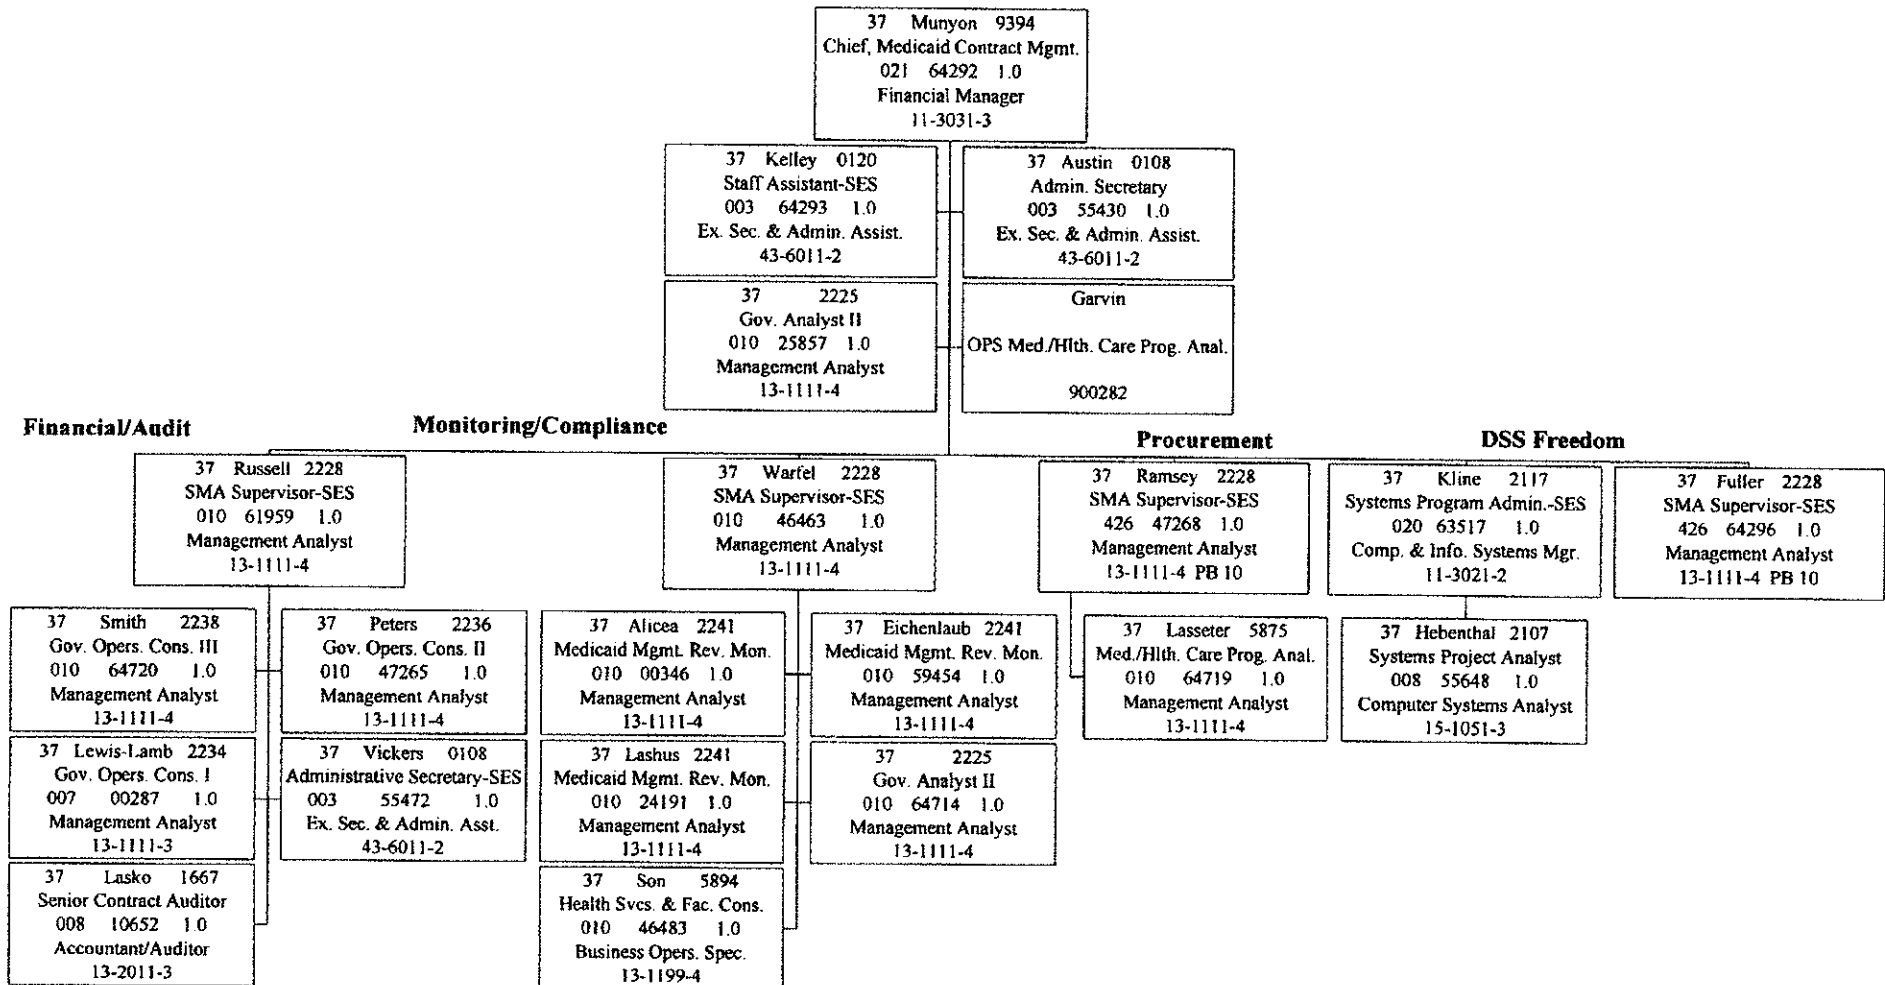 37 Munyon 9394
Chief, Medicaid Contract Mgmt.
021 64292 1.0
Financial Manager
11-3031-3
37 Kelley 0120
Staff Assistant-SES
003 64293 1.0
Ex. Sec. & Admin. Assist.
43-6011-2
37 Austin 0108
Admin. Secretary
003 55430 1.0
Ex. Sec. & Admin. Assist.
43-6011-2
37 2225
Gov. Analyst II
010 25857 1.0
Management Analyst
13-1111-4
Garvin
OPS Med./Hlth. Care Prog. Anal.
900282
Financial/Audit
Monitoring/Compliance
Procurement
DSS Freedom
37 Russell 2228
SMA Supervisor-SES
010 61959 1.0
Management Analyst
13-1111-4
37 Warfel 2228
SMA Supervisor-SES
010 46463 1.0
Management Analyst
13-1111-4
37 Ramsey 2228
SMA Supervisor-SES
426 47268 1.0
Management Analyst
13-1111-4 PB 10
37 Kline 2117
Systems Program Admin.-SES
020 63517 1.0
Comp. & Info. Systems Mgr.
11-3021-2
37 Fuller 2228
SMA Supervisor-SES
426 64296 1.0
Management Analyst
13-1111-4 PB 10
37 Smith 2238
Gov. Opers. Cons. III
010 64720 1.0
Management Analyst
13-1111-4
37 Peters 2236
Gov. Opers. Cons. II
010 47265 1.0
Management Analyst
13-1111-4
37 Alicea 2241
Medicaid Mgmt. Rev. Mon.
010 00346 1.0
Management Analyst
13-1111-4
37 Eichenlaub 2241
Medicaid Mgmt. Rev. Mon.
010 59454 1.0
Management Analyst
13-1111-4
37 Lasseter 5875
Med./Hlth. Care Prog. Anal.
010 64719 1.0
Management Analyst
13-1111-4
37 Hebenthal 2107
Systems Project Analyst
008 55648 1.0
Computer Systems Analyst
15-1051-3
37 Lewis-Lamb 2234
Gov. Opers. Cons. I
007 00287 1.0
Management Analyst
13-1111-3
37 Vickers 0108
Administrative Secretary-SES
003 55472 1.0
Ex. Sec. & Admin. Asst.
43-6011-2
37 Lashus 2241
Medicaid Mgmt. Rev. Mon.
010 24191 1.0
Management Analyst
13-1111-4
37 2225
Gov. Analyst II
010 64714 1.0
Management Analyst
13-1111-4
37 Lasko 1667
Senior Contract Auditor
008 10652 1.0
Accountant/Auditor
13-2011-3
37 Son 5894
Health Svcs. & Fac. Cons.
010 46483 1.0
Business Opers. Spec.
13-1199-4